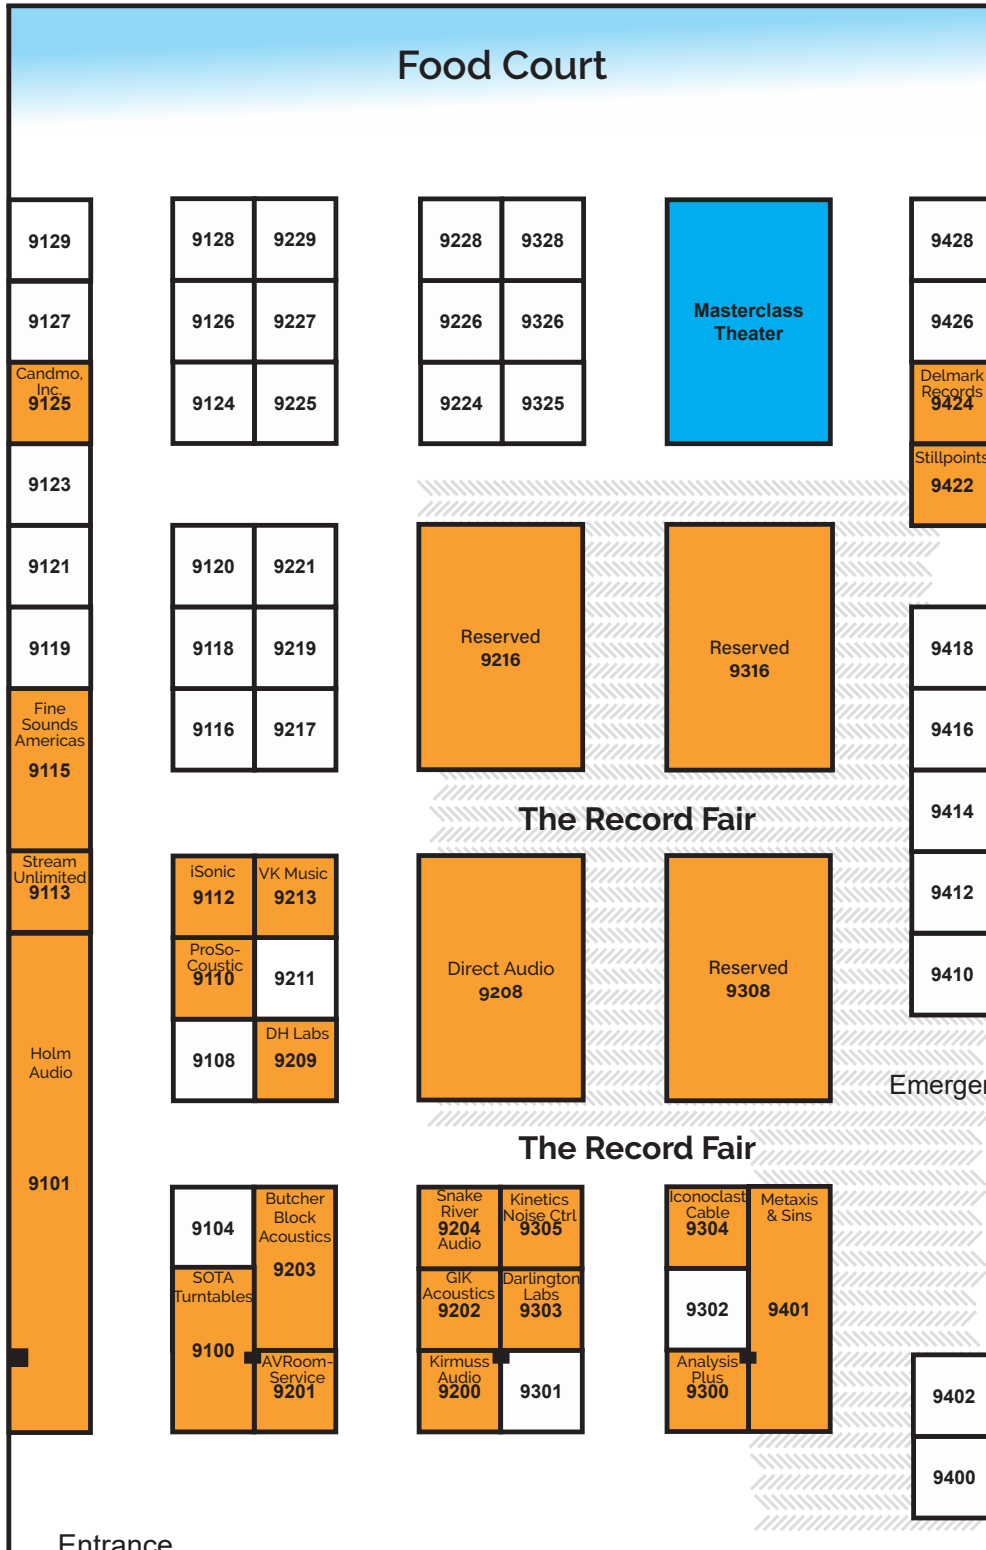 Food Court
9129
9128 9229
9228 9328
9428
9127
9126 9227
9226 9326
Masterclass
Theater
9426
Candmo,
Inc.
9125
9124 9225
9224 9325
Delmark
Records
9424
9123
Stillpoints
9422
9121
9120 9221
Reserved
9216
Reserved
9316
9119
9118 9219
9418
Fine
Sounds
Americas
9115
9116 9217
9416
The Record Fair
9414
Stream
Unlimited
9113
iSonic
9112
VK Music
9213
9412
ProSo-
Coustic
9110
9211
Direct Audio
9208
Reserved
9308
9410
Holm
Audio
9101
9108
DH Labs
9209
Emergen
The Record Fair
9104
Butcher
Block
Acoustics
9203
Snake
River
9204
Audio
Kinetics
Noise Ctrl
9305
Iconoclast
Cable
9304
Metaxis
& Sins
9401
SOTA
Turntables
9100
GIK
Acoustics
9202
Darlington
Labs
9303
9302
AVRoom-
Service
9201
Kirmuss
Audio
9200
9301
Analysis
Plus
9300
9402
9400
Entrance